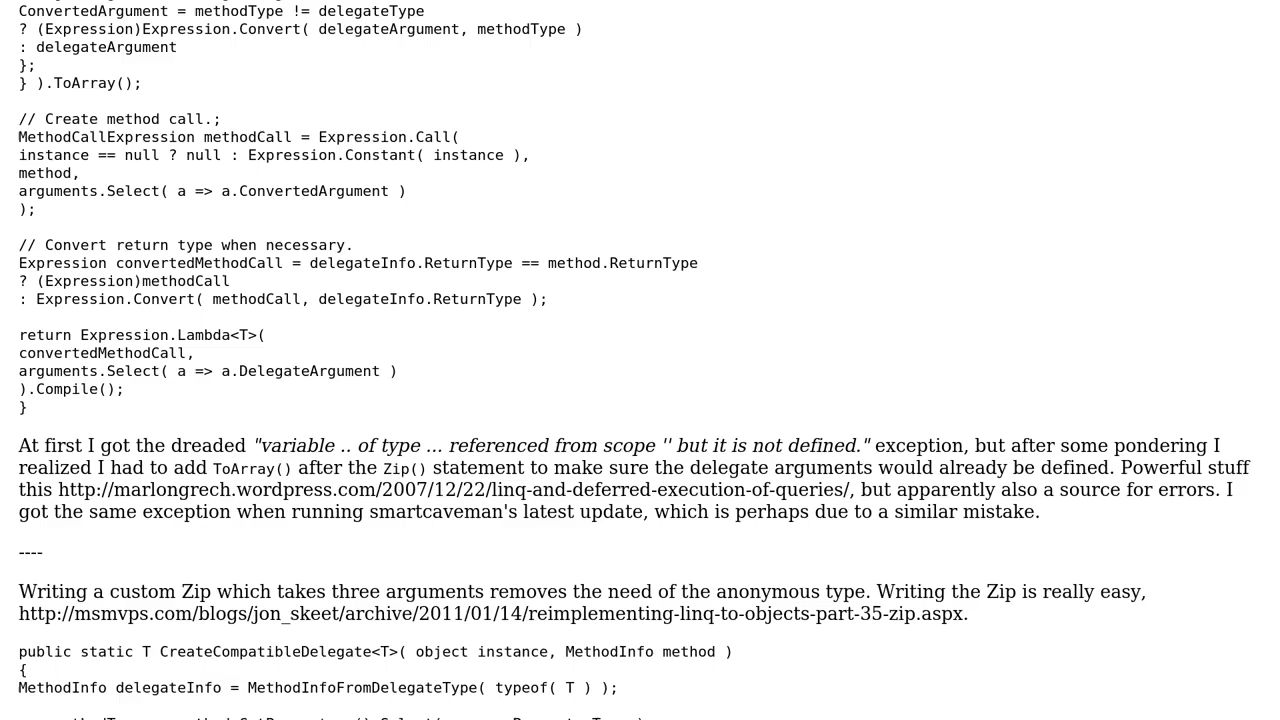 ConvertedArgument = methodType != delegateType
? (Expression)Expression.Convert( delegateArgument, methodType )
: delegateArgument
};
} ).ToArray();
// Create method call.;
MethodCallExpression methodCall = Expression.Call(
instance == null ? null : Expression.Constant( instance ),
method,
arguments.Select( a => a.ConvertedArgument )
);
// Convert return type when necessary.
Expression convertedMethodCall = delegateInfo.ReturnType == method.ReturnType
? (Expression)methodCall
: Expression.Convert( methodCall, delegateInfo.ReturnType );
return Expression.Lambda<T>(
convertedMethodCall,
arguments.Select( a => a.DelegateArgument )
).Compile();
}
At first I got the dreaded "variable .. of type ... referenced from scope '' but it is not defined." exception, but after some pondering I
realized I had to add ToArray() after the Zip() statement to make sure the delegate arguments would already be defined. Powerful stuff
this http://marlongrech.wordpress.com/2007/12/22/linq-and-deferred-execution-of-queries/, but apparently also a source for errors. I
got the same exception when running smartcaveman's latest update, which is perhaps due to a similar mistake.
----
Writing a custom Zip which takes three arguments removes the need of the anonymous type. Writing the Zip is really easy,
http://msmvps.com/blogs/jon_skeet/archive/2011/01/14/reimplementing-linq-to-objects-part-35-zip.aspx.
public static T CreateCompatibleDelegate<T>( object instance, MethodInfo method )
{
MethodInfo delegateInfo = MethodInfoFromDelegateType( typeof( T ) );